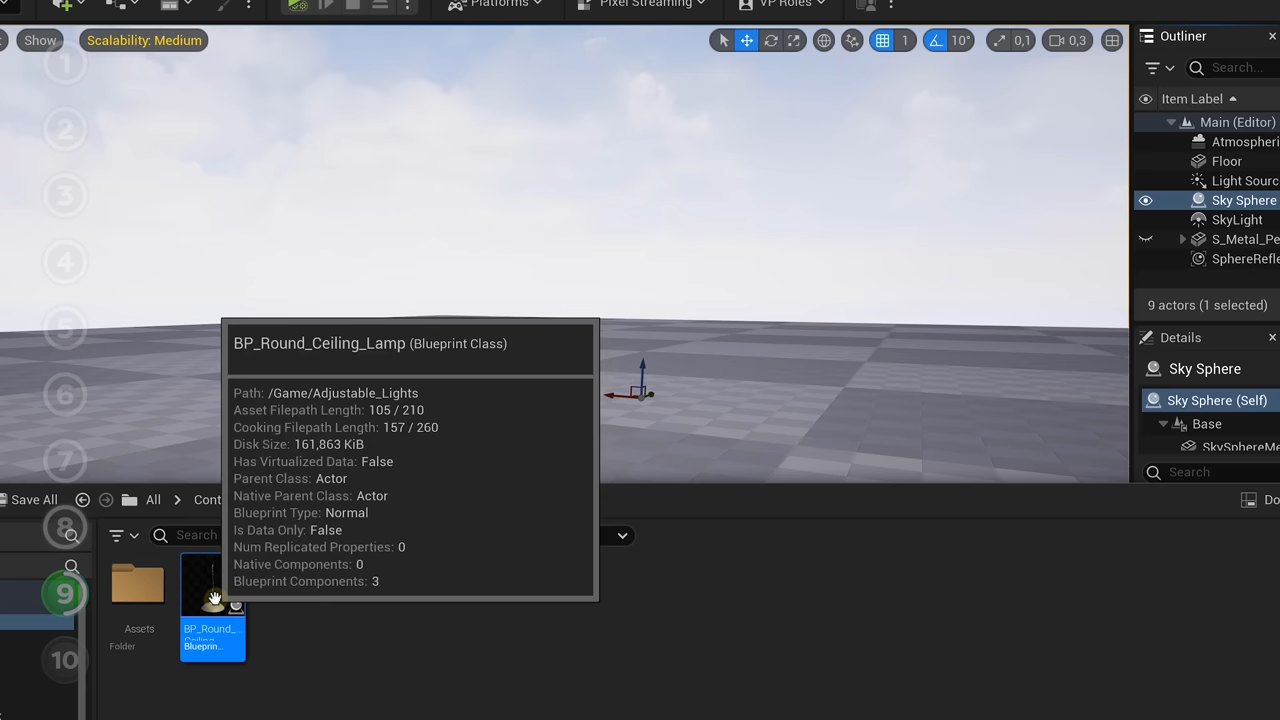 Platforms
Pixel Streaming
VP Roles
Show
Scalability: Medium
1
10°
0,1
0,3
Outliner
Search...
Item Label
Main (Editor)
Atmospheri
Floor
Light Sourc
Sky Sphere
SkyLight
S_Metal_Pe
SphereRefle
9 actors (1 selected)
Details
Sky Sphere
Sky Sphere (Self)
Base
SkySphereMe
Search
1
2
3
4
5
6
7
8
9
10
BP_Round_Ceiling_Lamp (Blueprint Class)
Path: /Game/Adjustable_Lights
Asset Filepath Length: 105 / 210
Cooking Filepath Length: 157 / 260
Disk Size: 161,863 KiB
Has Virtualized Data: False
Parent Class: Actor
Native Parent Class: Actor
Blueprint Type: Normal
Is Data Only: False
Num Replicated Properties: 0
Native Components: 0
Blueprint Components: 3
Save All
All
Cont
Do
Search
Assets
Folder
BP_Round_...
Ceiling...
Blueprin...